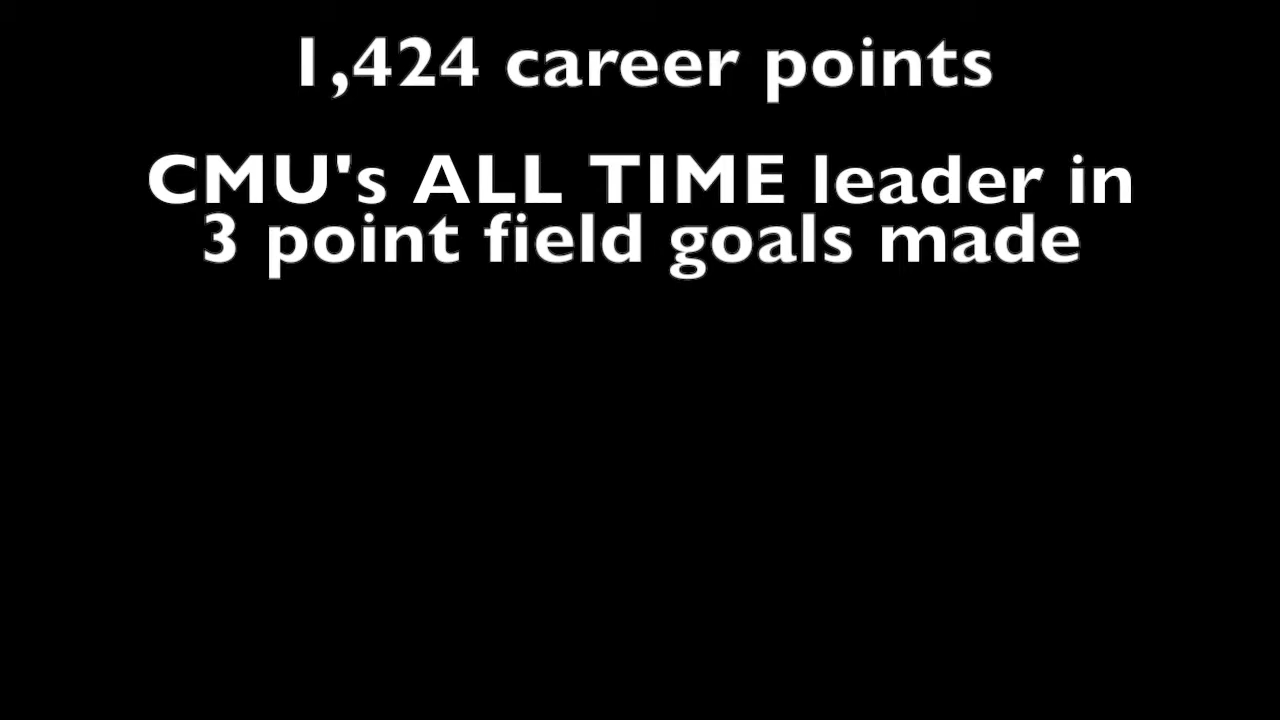 1,424 career points
CMU's ALL TIME leader in
3 point field goals made